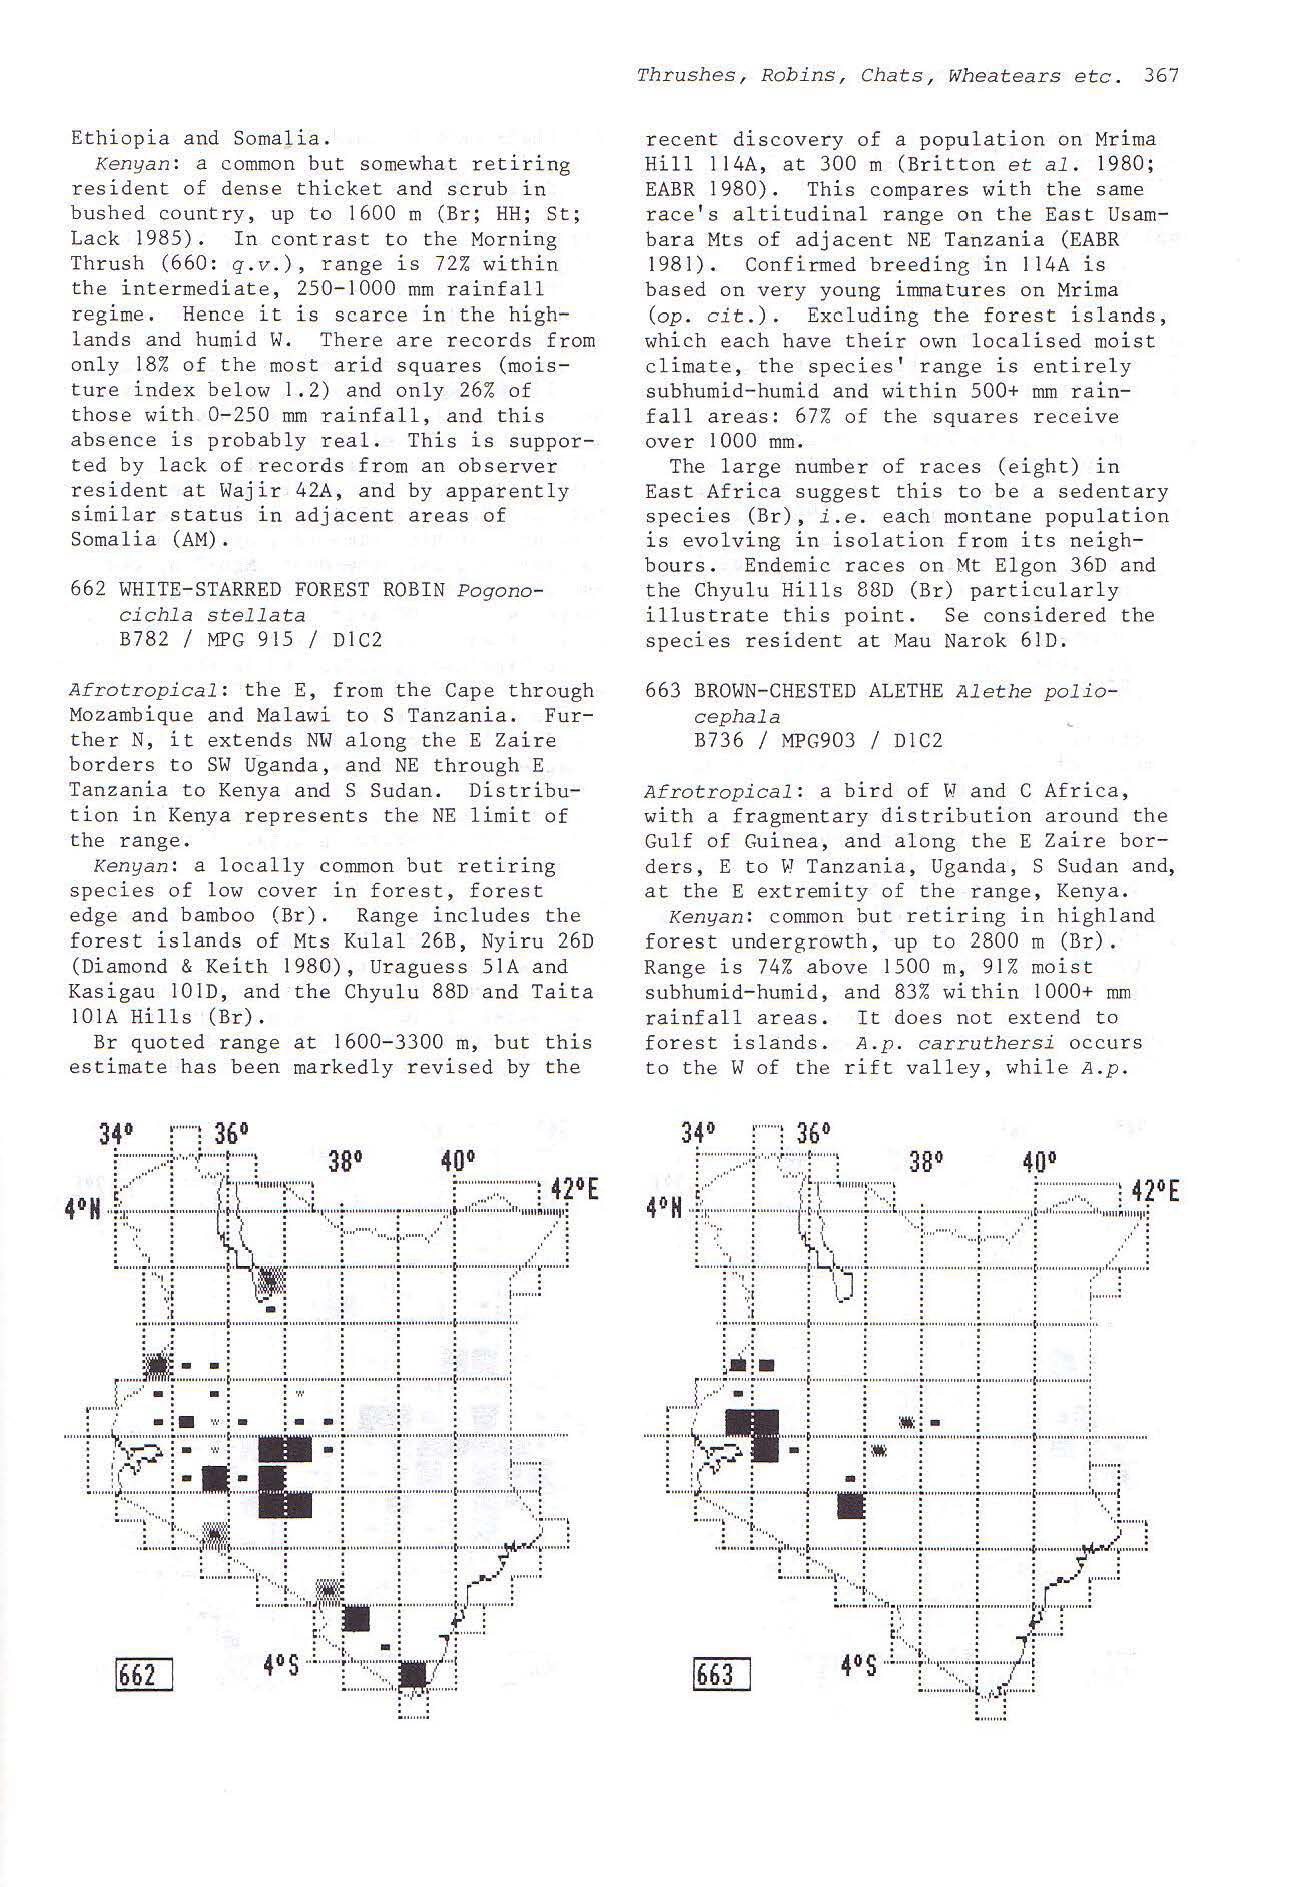 Thrushes, Robins, Chats, Wheatears etc. 367
Ethiopia and Somalia.
Kenyan: a common but somewhat retiring
resident of dense thicket and scrub in
bushed country, up to 1600 m (Br; HH; St;
Lack 1985). In contrast to the Morning
Thrush (660: q.v.), range is 72% within
the intermediate, 250-1000 mm rainfall
regime. Hence it is scarce in the high-
lands and humid W. There are records from
only 18% of the most arid squares (mois-
ture index below 1.2) and only 26% of
those with 0-250 mm rainfall, and this
absence is probably real. This is suppor-
ted by lack of records from an observer
resident at Wajir 42A, and by apparently
similar status in adjacent areas of
Somalia (AM).
662 WHITE-STARRED FOREST ROBIN Pogono-
cichla stellata
B782 / MPG 915 / D1C2
Afrotropical: the E, from the Cape through
Mozambique and Malawi to S Tanzania. Fur-
ther N, it extends NW along the E Zaire
borders to SW Uganda, and NE through E
Tanzania to Kenya and S Sudan. Distribu-
tion in Kenya represents the NE limit of
the range.
Kenyan: a locally common but retiring
species of low cover in forest, forest
edge and bamboo (Br). Range includes the
forest islands of Mts Kulal 26B, Nyiru 26D
(Diamond & Keith 1980), Uraguess 51A and
Kasigau 101D, and the Chyulu 88D and Taita
101A Hills (Br).
Br quoted range at 1600-3300 m, but this
estimate has been markedly revised by the
recent discovery of a population on Mrima
Hill 114A, at 300 m (Britton et al. 1980;
EABR 1980). This compares with the same
race's altitudinal range on the East Usam-
bara Mts of adjacent NE Tanzania (EABR
1981). Confirmed breeding in 114A is
based on very young immatures on Mrima
(op. cit.). Excluding the forest islands,
which each have their own localised moist
climate, the species' range is entirely
subhumid-humid and within 500+ mm rain-
fall areas: 67% of the squares receive
over 1000 mm.
The large number of races (eight) in
East Africa suggest this to be a sedentary
species (Br), i.e. each montane population
is evolving in isolation from its neigh-
bours. Endemic races on Mt Elgon 36D and
the Chyulu Hills 88D (Br) particularly
illustrate this point. Se considered the
species resident at Mau Narok 61D.
663 BROWN-CHESTED ALETHE Alethe polio-
cephala
B736 / MPG903 / D1C2
Afrotropical: a bird of W and C Africa,
with a fragmentary distribution around the
Gulf of Guinea, and along the E Zaire bor-
ders, E to W Tanzania, Uganda, S Sudan and,
at the E extremity of the range, Kenya.
Kenyan: common but retiring in highland
forest undergrowth, up to 2800 m (Br).
Range is 74% above 1500 m, 91% moist
subhumid-humid, and 83% within 1000+ mm
rainfall areas. It does not extend to
forest islands. A.p. carruthersi occurs
to the W of the rift valley, while A.p.
34° 36°
38° 40°
42°E
4°N
4°S
662
34° 36°
38° 40°
42°E
4°N
4°S
663